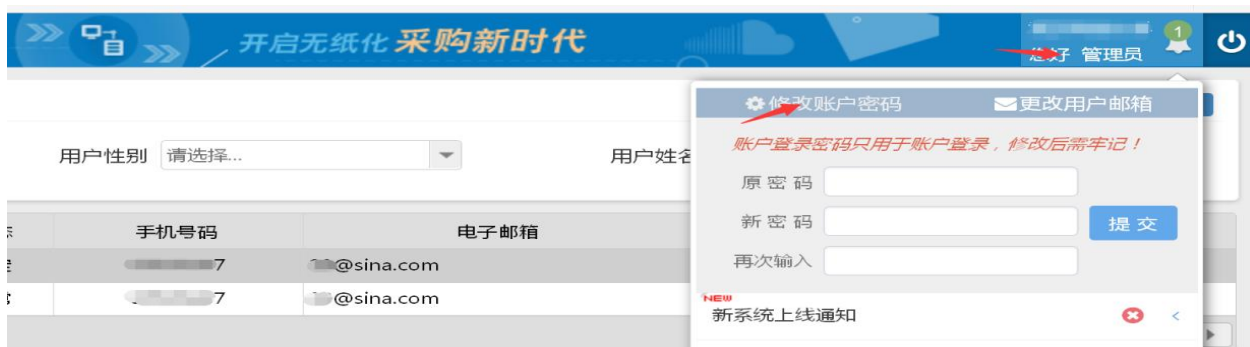 开启无纸化 采购新时代
您好 管理员
1
修改账户密码 更改用户邮箱
账户登录密码只用于账户登录，修改后需牢记！
用户性别 请选择...
用户姓名
原 密 码
新 密 码
提 交
再次输入
手机号码 电子邮箱
7 @sina.com
7 @sina.com
NEW
新系统上线通知